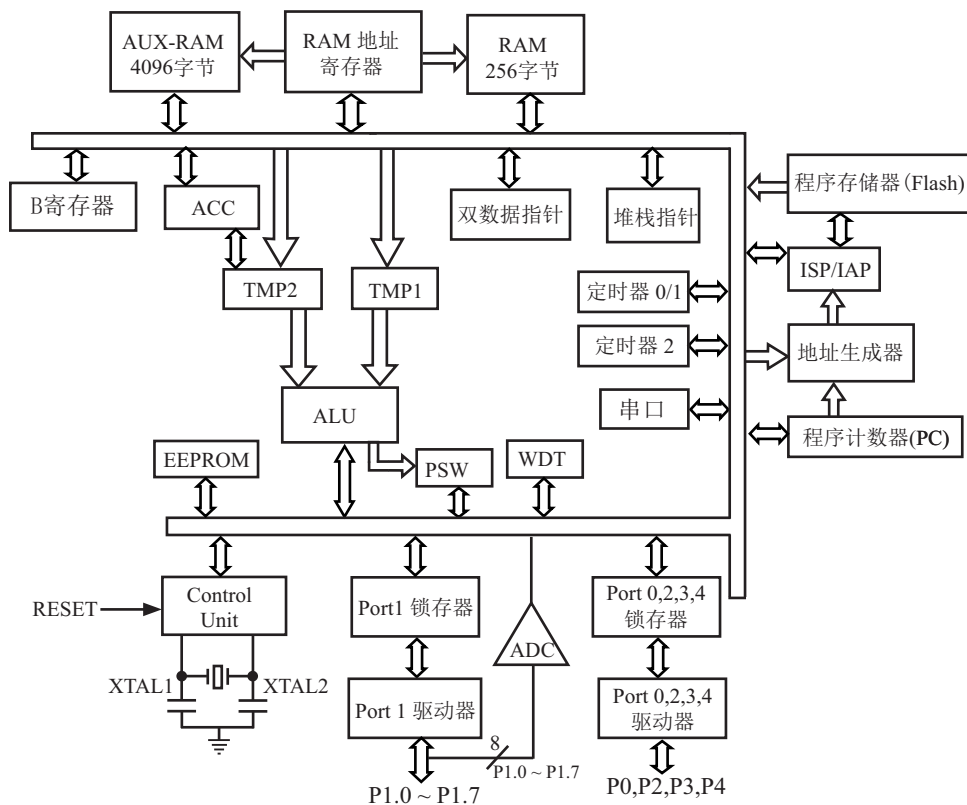 AUX-RAM
4096字节
RAM 地址
寄存器
RAM
256字节
B寄存器
ACC
双数据指针
堆栈指针
程序存储器(Flash)
ISP/IAP
TMP2
TMP1
定时器 0/1
定时器 2
地址生成器
ALU
串口
程序计数器(PC)
EEPROM
PSW
WDT
RESET
Control
Unit
Port1 锁存器
Port 0,2,3,4
锁存器
ADC
XTAL1
XTAL2
Port 1 驱动器
Port 0,2,3,4
驱动器
8
P1.0 ~ P1.7
P1.0 ~ P1.7
P0,P2,P3,P4